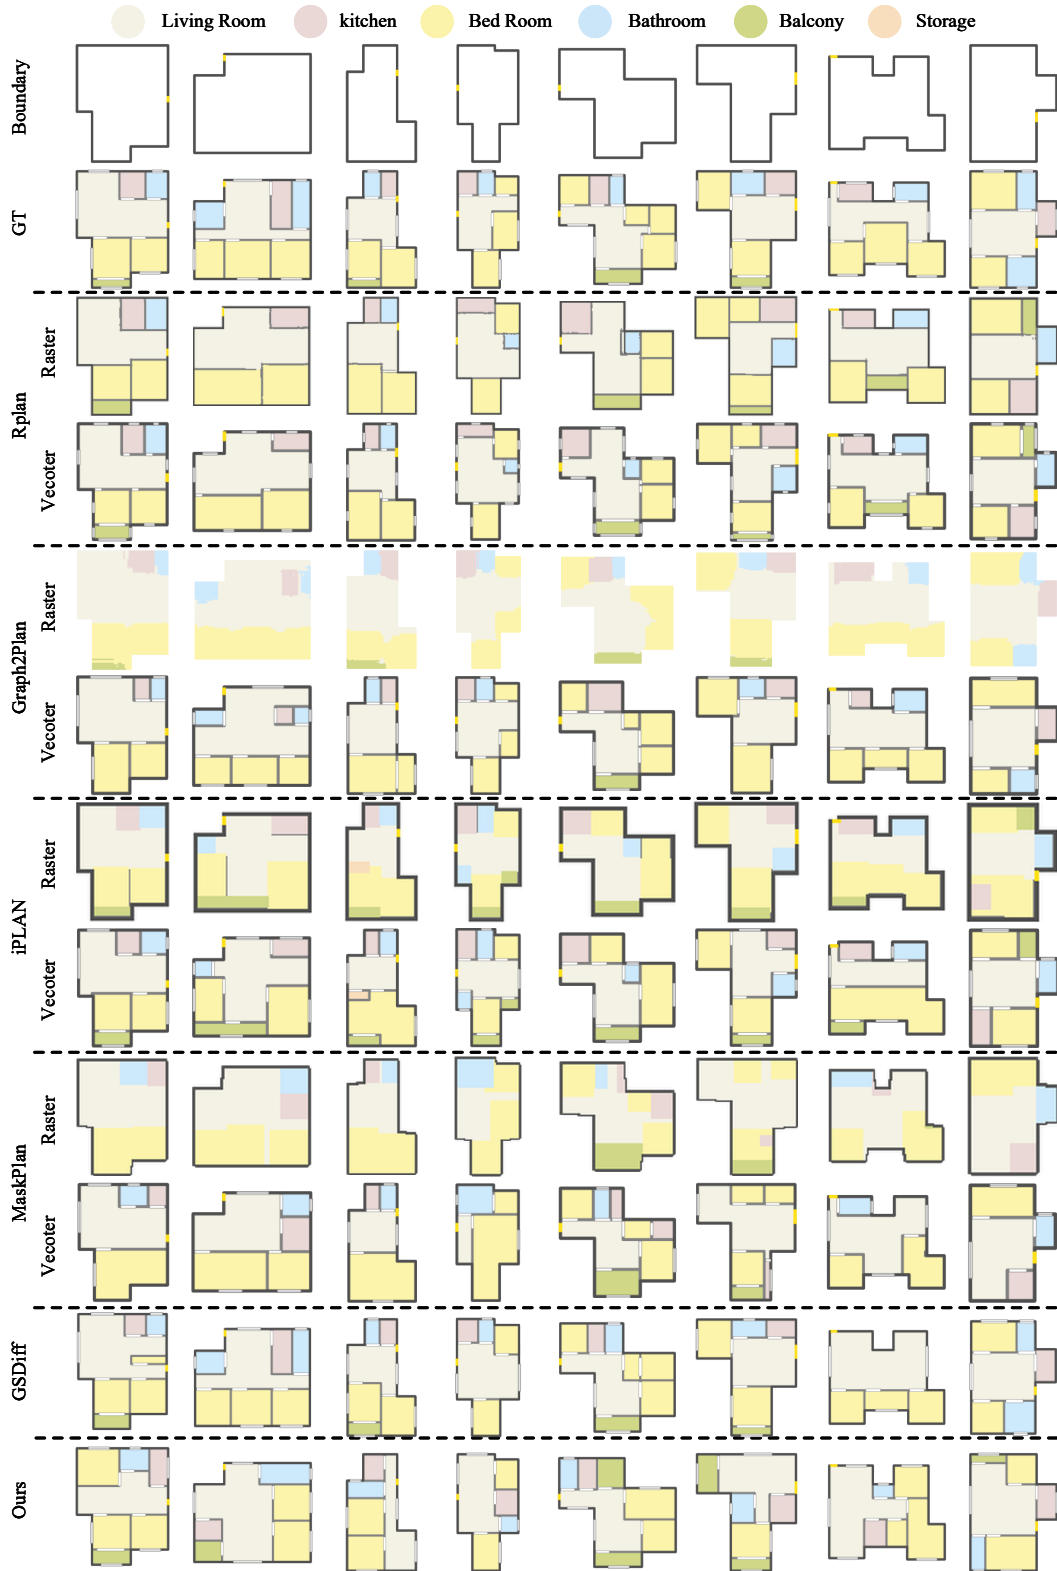 Living Room kitchen Bed Room Bathroom Balcony Storage
Boundary
GT
Rplan
Raster
Vecoter
Graph2Plan
Raster
Vecoter
iPLAN
Raster
Vecoter
MaskPlan
Raster
Vecoter
GSDiff
Ours